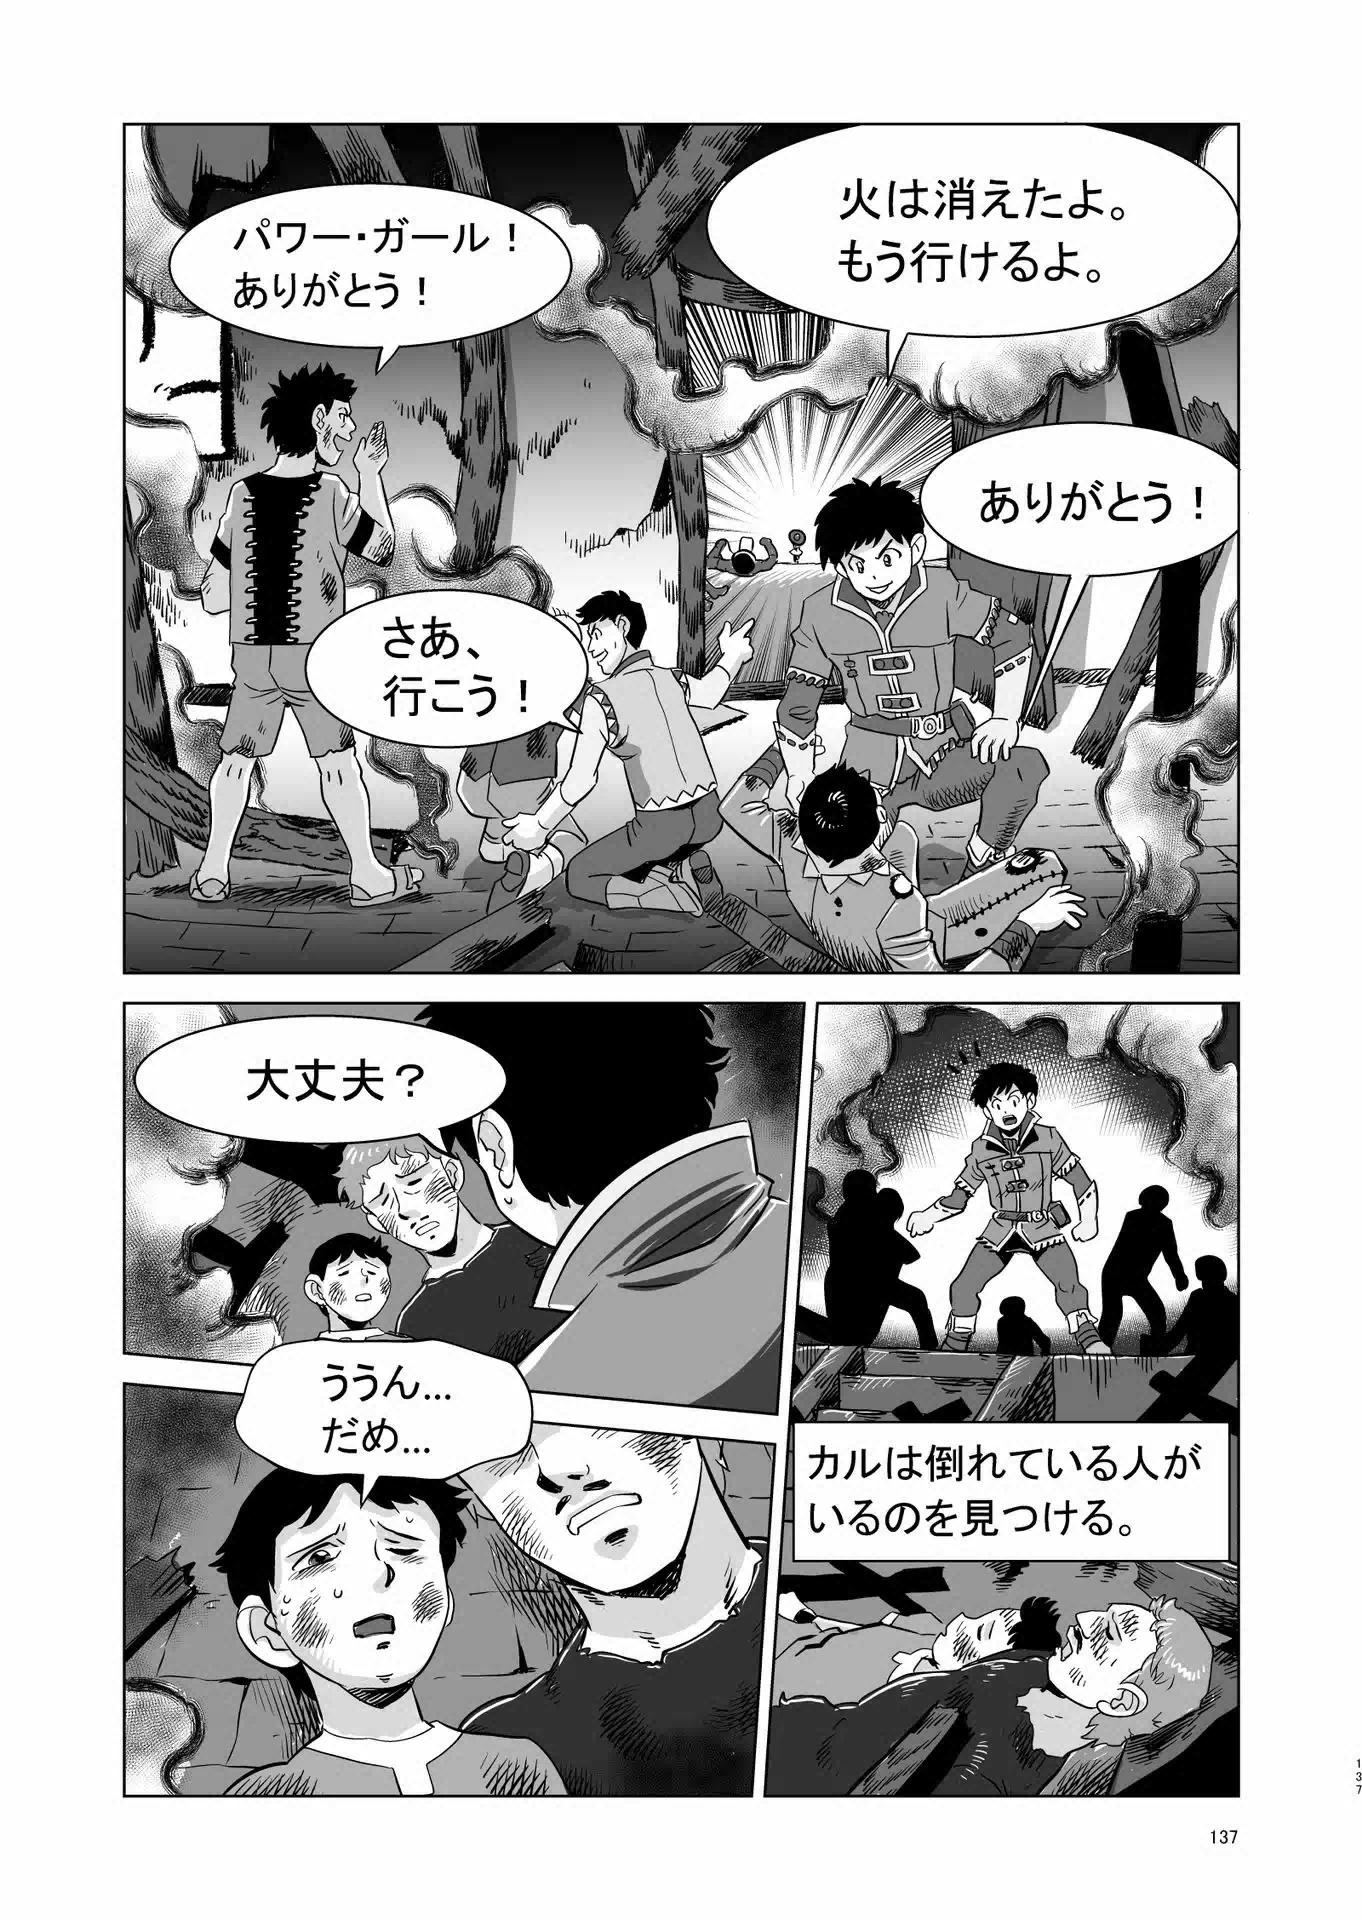 火は消えたよ。
もう行けるよ。
ありがとう！
パワー・ガール！
ありがとう！
さあ、
行こう！
カルは倒れている人が
いるのを見つける。
大丈夫？
ううん…
だめ…
137
137